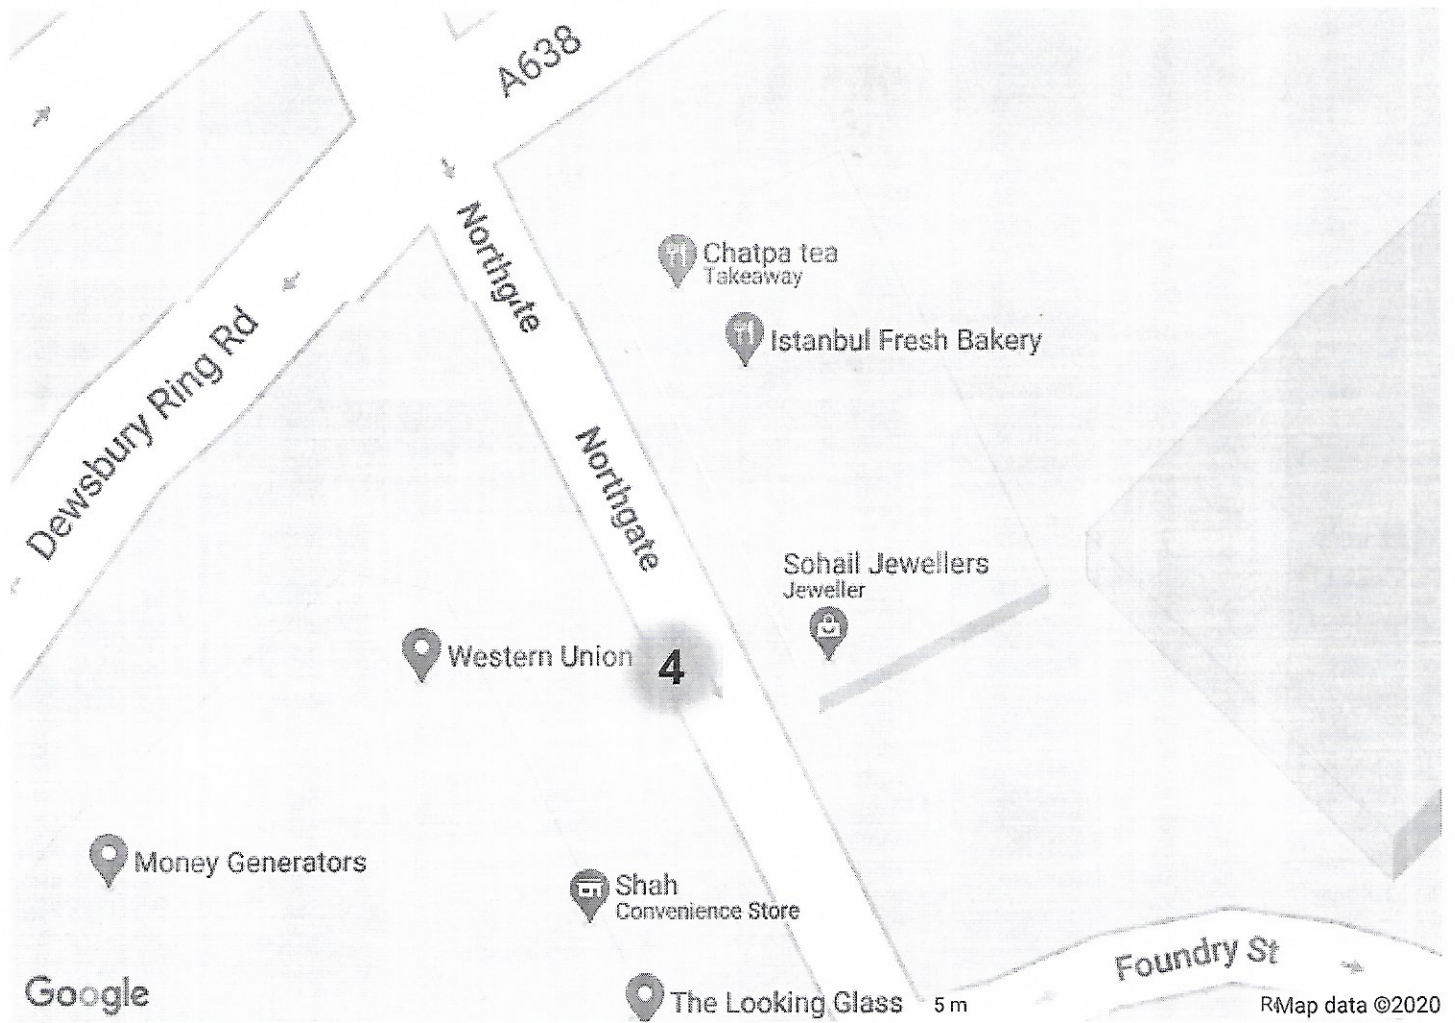 A638
Northgate
Chatpa tea
Takeaway
Istanbul Fresh Bakery
Dewsbury Ring Rd
Northgate
Sohail Jewellers
Jeweller
Western Union
4
Money Generators
Shah
Convenience Store
Foundry St
Google
The Looking Glass
5 m
RMap data ©2020